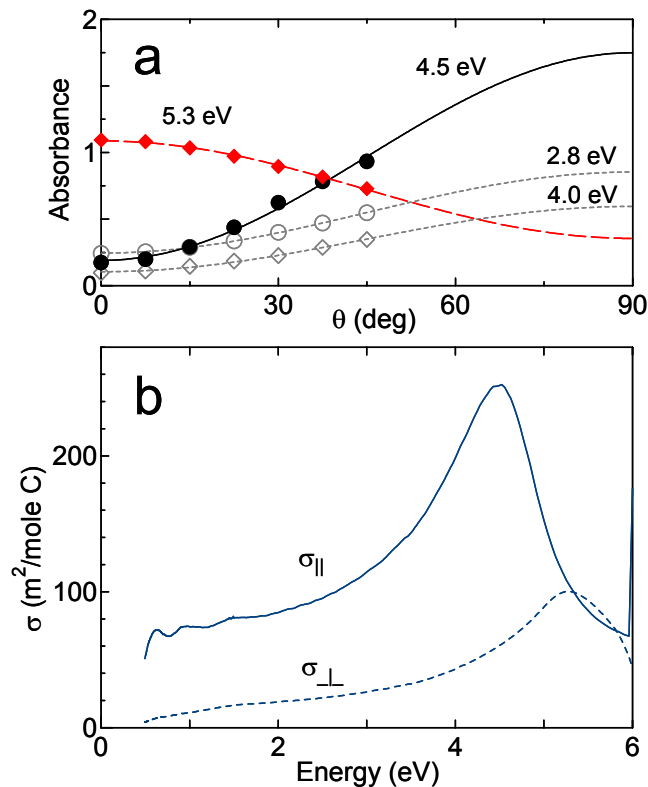 2
a
4.5 eV
5.3 eV
Absorbance
1
2.8 eV
4.0 eV
0
0 30 60 90
θ (deg)
b
200
σ (m²/mole C)
σ||
100
σ_|_
0
0 2 4 6
Energy (eV)